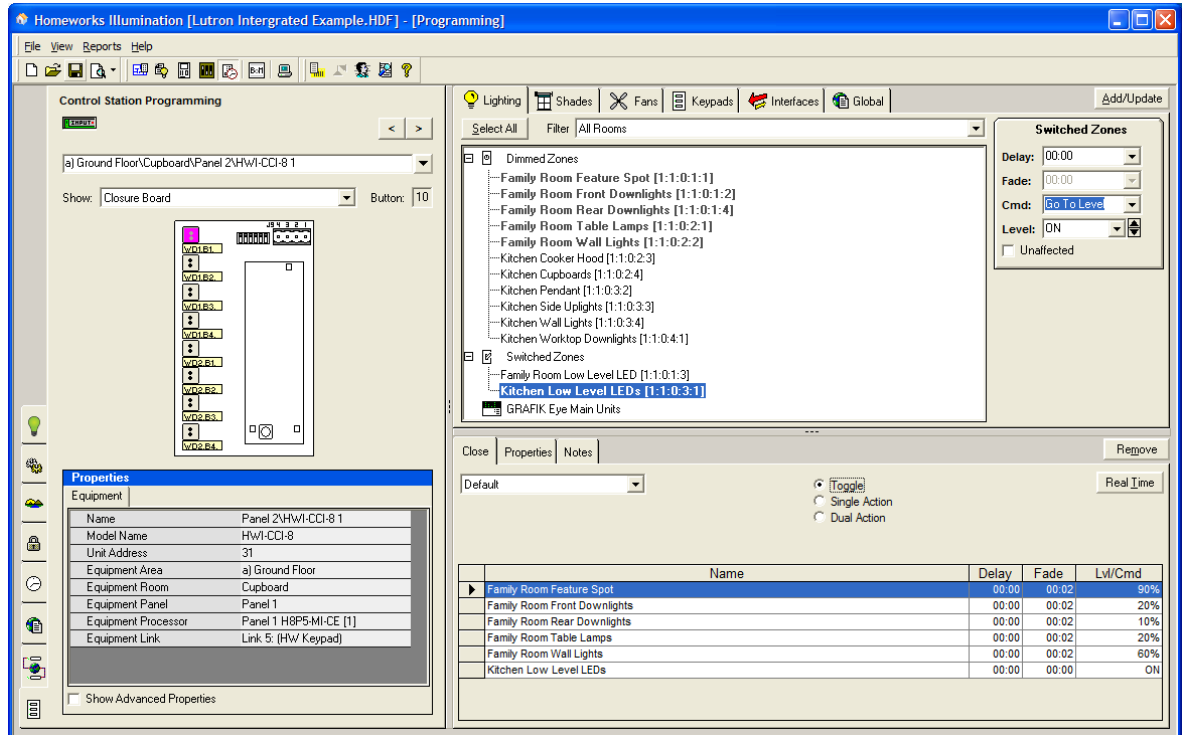 Homeworks Illumination [Lutron Intergrated Example.HDF] - [Programming]
File View Reports Help
Control Station Programming
< >
a) Ground Floor\Cupboard\Panel 2\HWI-CCI-8 1
Show: Closure Board Button: 10
J9 4 3 2 1
WD1.B1.
WD1.B2.
WD1.B3.
WD1.B4.
WD2.B1.
WD2.B2.
WD2.B3.
WD2.B4.
Properties
Equipment
Name Panel 2\HWI-CCI-8 1
Model Name HWI-CCI-8
Unit Address 31
Equipment Area a) Ground Floor
Equipment Room Cupboard
Equipment Panel Panel 1
Equipment Processor Panel 1 H8P5-MI-CE [1]
Equipment Link Link 5: (HW Keypad)
Show Advanced Properties
Lighting Shades Fans Keypads Interfaces Global Add/Update
Select All Filter All Rooms
Dimmed Zones
Family Room Feature Spot [1:1:0:1:1]
Family Room Front Downlights [1:1:0:1:2]
Family Room Rear Downlights [1:1:0:1:4]
Family Room Table Lamps [1:1:0:2:1]
Family Room Wall Lights [1:1:0:2:2]
Kitchen Cooker Hood [1:1:0:2:3]
Kitchen Cupboards [1:1:0:2:4]
Kitchen Pendant [1:1:0:3:2]
Kitchen Side Uplights [1:1:0:3:3]
Kitchen Wall Lights [1:1:0:3:4]
Kitchen Worktop Downlights [1:1:0:4:1]
Switched Zones
Family Room Low Level LED [1:1:0:1:3]
Kitchen Low Level LEDs [1:1:0:3:1]
GRAFIK Eye Main Units
Switched Zones
Delay: 00:00
Fade: 00:00
Cmd: Go To Level
Level: ON
Unaffected
Close Properties Notes Remove
Default Toggle Real Time
Single Action
Dual Action
Name Delay Fade Lvl/Cmd
Family Room Feature Spot 00:00 00:02 90%
Family Room Front Downlights 00:00 00:02 20%
Family Room Rear Downlights 00:00 00:02 10%
Family Room Table Lamps 00:00 00:02 20%
Family Room Wall Lights 00:00 00:02 60%
Kitchen Low Level LEDs 00:00 00:00 ON